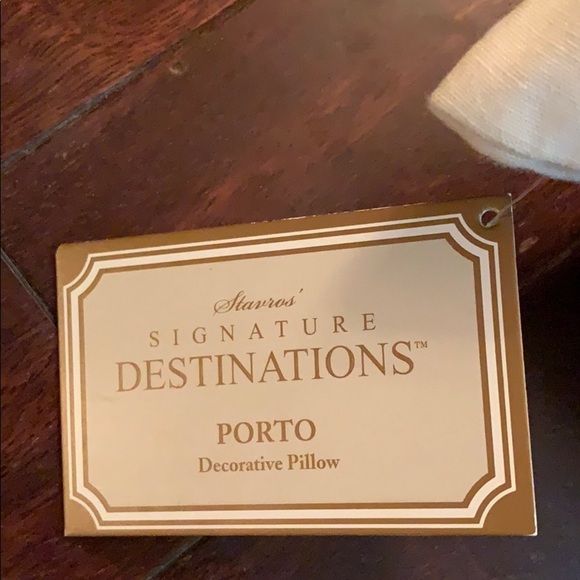 Stavros'
SIGNATURE
DESTINATIONS™
PORTO
Decorative Pillow